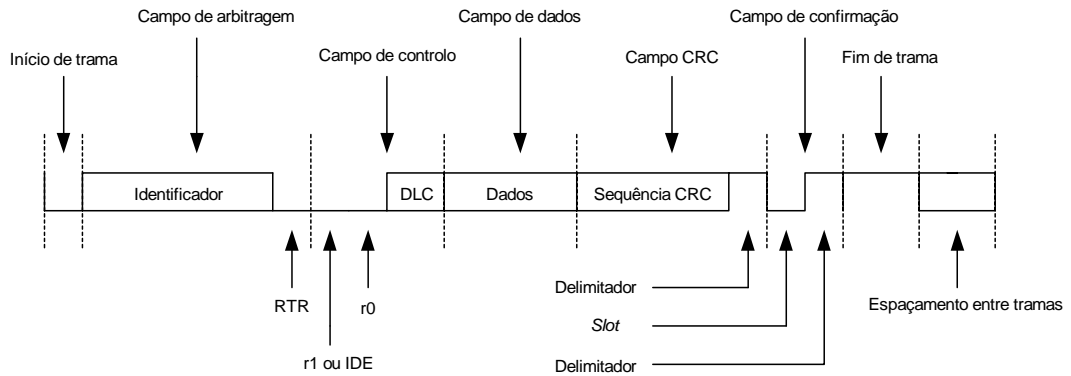 Campo de arbitragem
Campo de dados
Campo de confirmação
Início de trama
Campo de controlo
Campo CRC
Fim de trama
Identificador
DLC
Dados
Sequência CRC
RTR
r0
r1 ou IDE
Delimitador
Slot
Delimitador
Espaçamento entre tramas